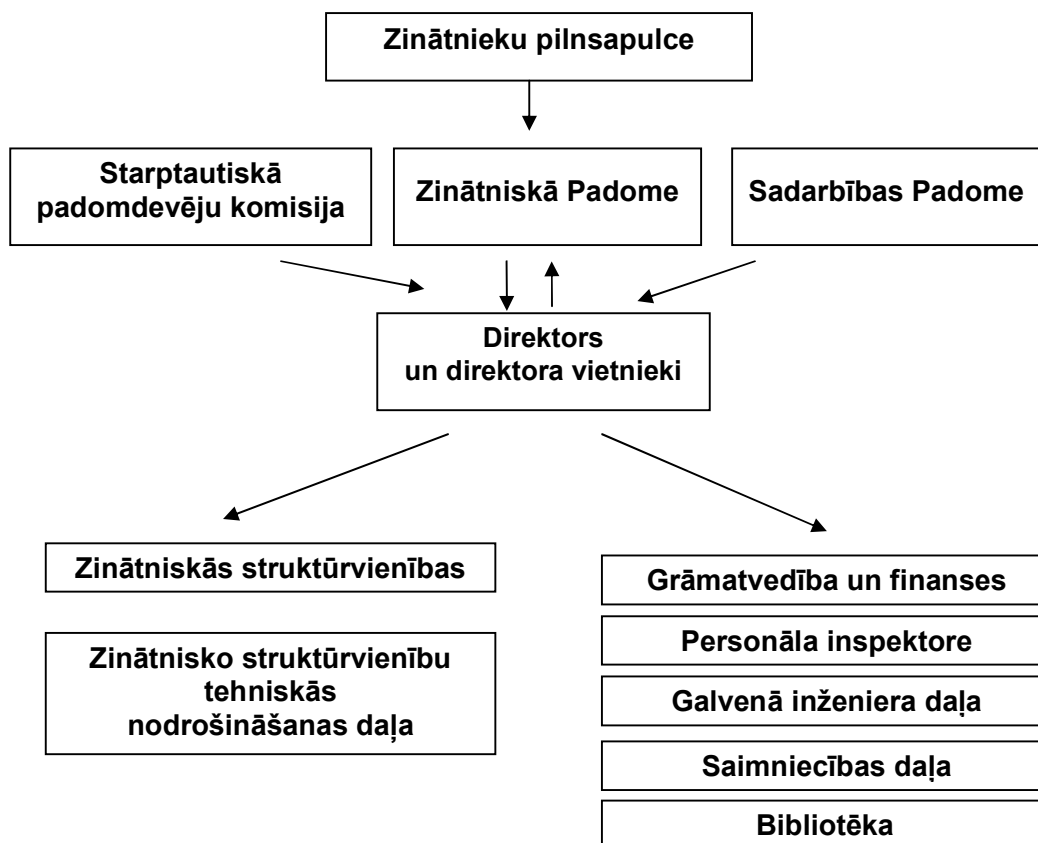 Zinātnieku pilnsapulce
Starptautiskā
padomdevēju komisija
Zinātniskā Padome
Sadarbības Padome
Direktors
un direktora vietnieki
Zinātniskās struktūrvienības
Zinātnisko struktūrvienību
tehniskās
nodrošināšanas daļa
Grāmatvedība un finanses
Personāla inspektore
Galvenā inženiera daļa
Saimniecības daļa
Bibliotēka